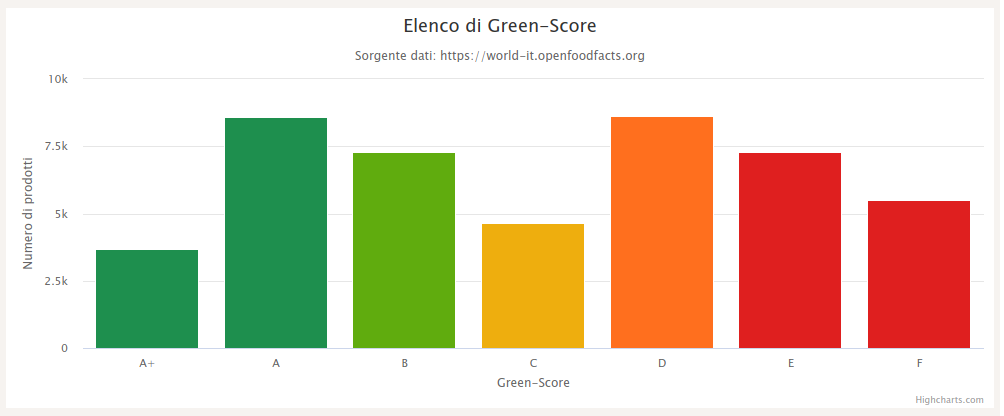 Elenco di Green-Score
Sorgente dati: https://world-it.openfoodfacts.org
Numero di prodotti
10k
7.5k
5k
2.5k
0
A+ A B C D E F
Green-Score
Highcharts.com